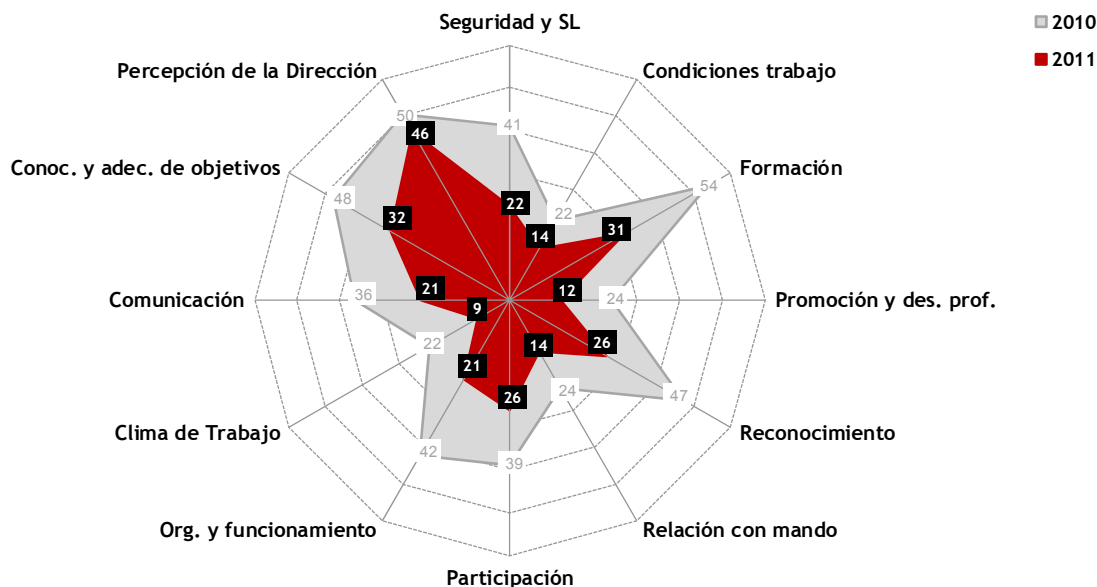 Seguridad y SL
2010
2011
Percepción de la Dirección
Condiciones trabajo
50
41
46
Conoc. y adec. de objetivos
Formación
54
48
22
22
32
14
31
Comunicación
36
21
9
12
24
Promoción y des. prof.
22
14
26
21
24
47
26
Clima de Trabajo
Reconocimiento
42
39
Org. y funcionamiento
Relación con mando
Participación